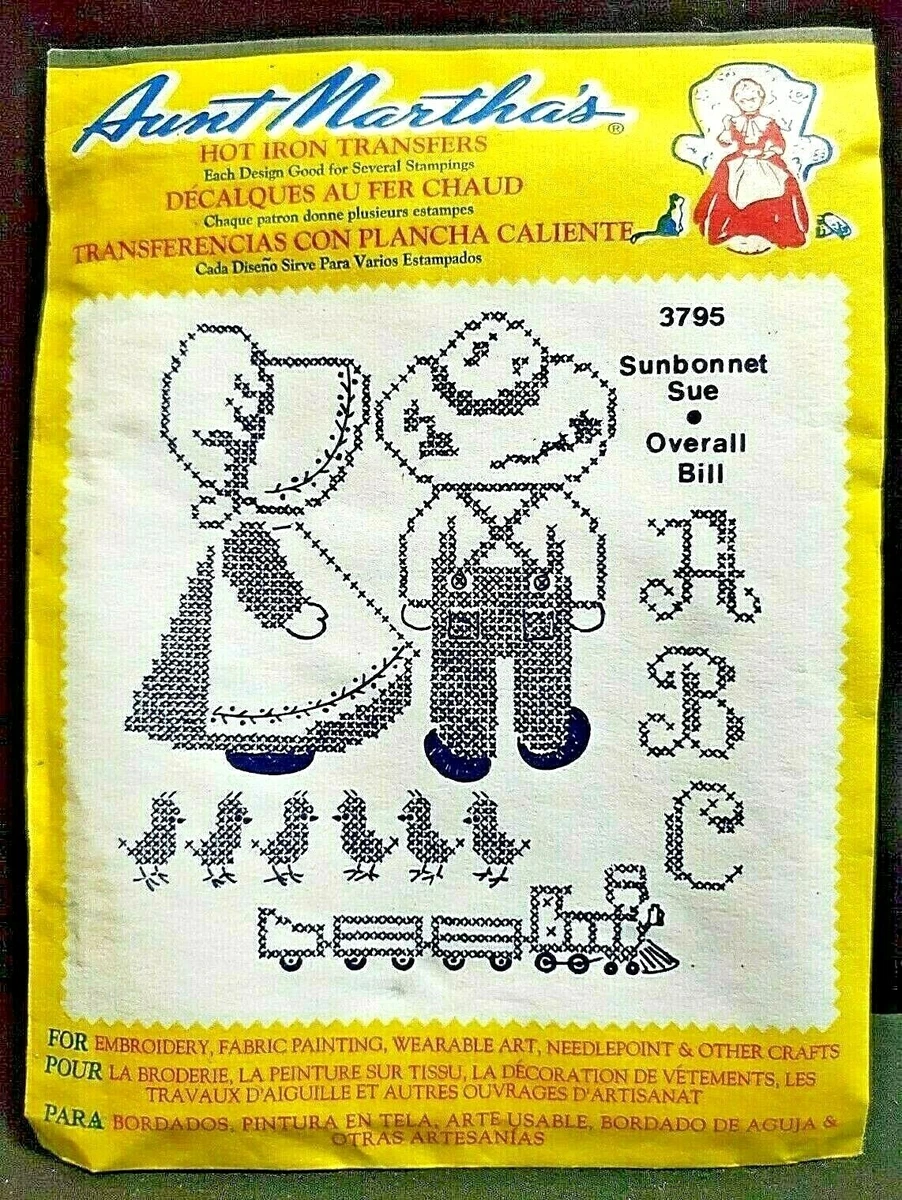 Aunt Martha's ®
HOT IRON TRANSFERS
Each Design Good for Several Stampings
DÉCALQUES AU FER CHAUD
Chaque patron donne plusieurs estampes
TRANSFERENCIAS CON PLANCHA CALIENTE
Cada Diseño Sirve Para Varios Estampados
3795
Sunbonnet
Sue
•
Overall
Bill
A
B
C
FOR EMBROIDERY, FABRIC PAINTING, WEARABLE ART, NEEDLEPOINT & OTHER CRAFTS
POUR LA BRODERIE, LA PEINTURE SUR TISSU, LA DÉCORATION DE VÉTEMENTS, LES
TRAVAUX D'AIGUILLE ET AUTRES OUVRAGES D'ARTISANAT
PARA BORDADOS, PINTURA EN TELA, ARTE USABLE, BORDADO DE AGUJA &
OTRAS ARTESANÍAS